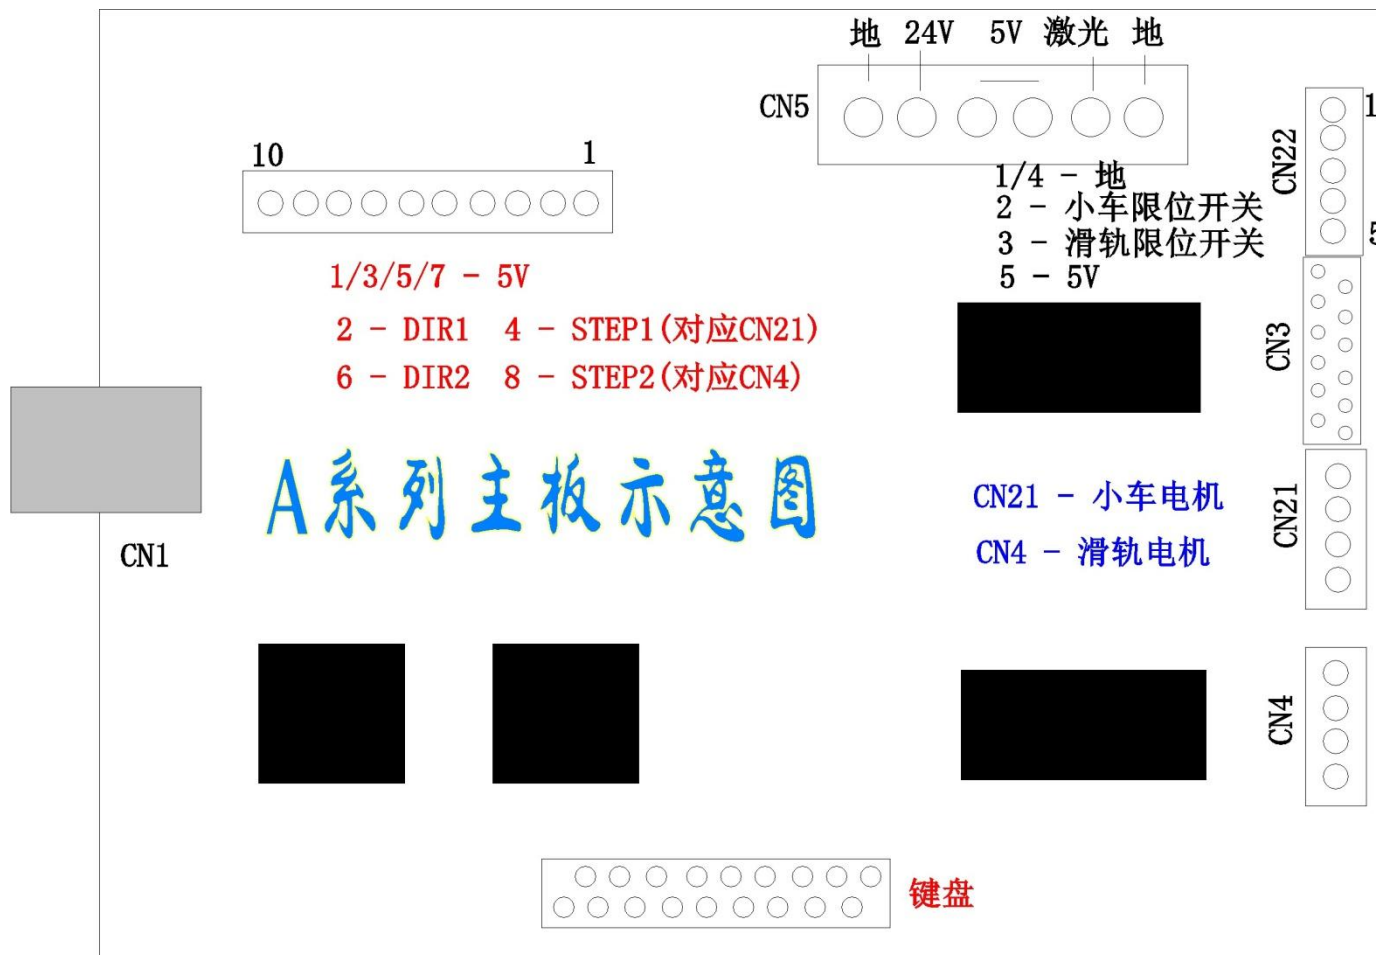 地 24V 5V 激光 地
CN5
1
CN22
5
10 1
1/4 - 地
2 - 小车限位开关
3 - 滑轨限位开关
5 - 5V
1/3/5/7 - 5V
2 - DIR1 4 - STEP1(对应CN21)
6 - DIR2 8 - STEP2(对应CN4)
CN3
A系列主板示意图
CN21 - 小车电机
CN4 - 滑轨电机
CN21
CN1
CN4
键盘